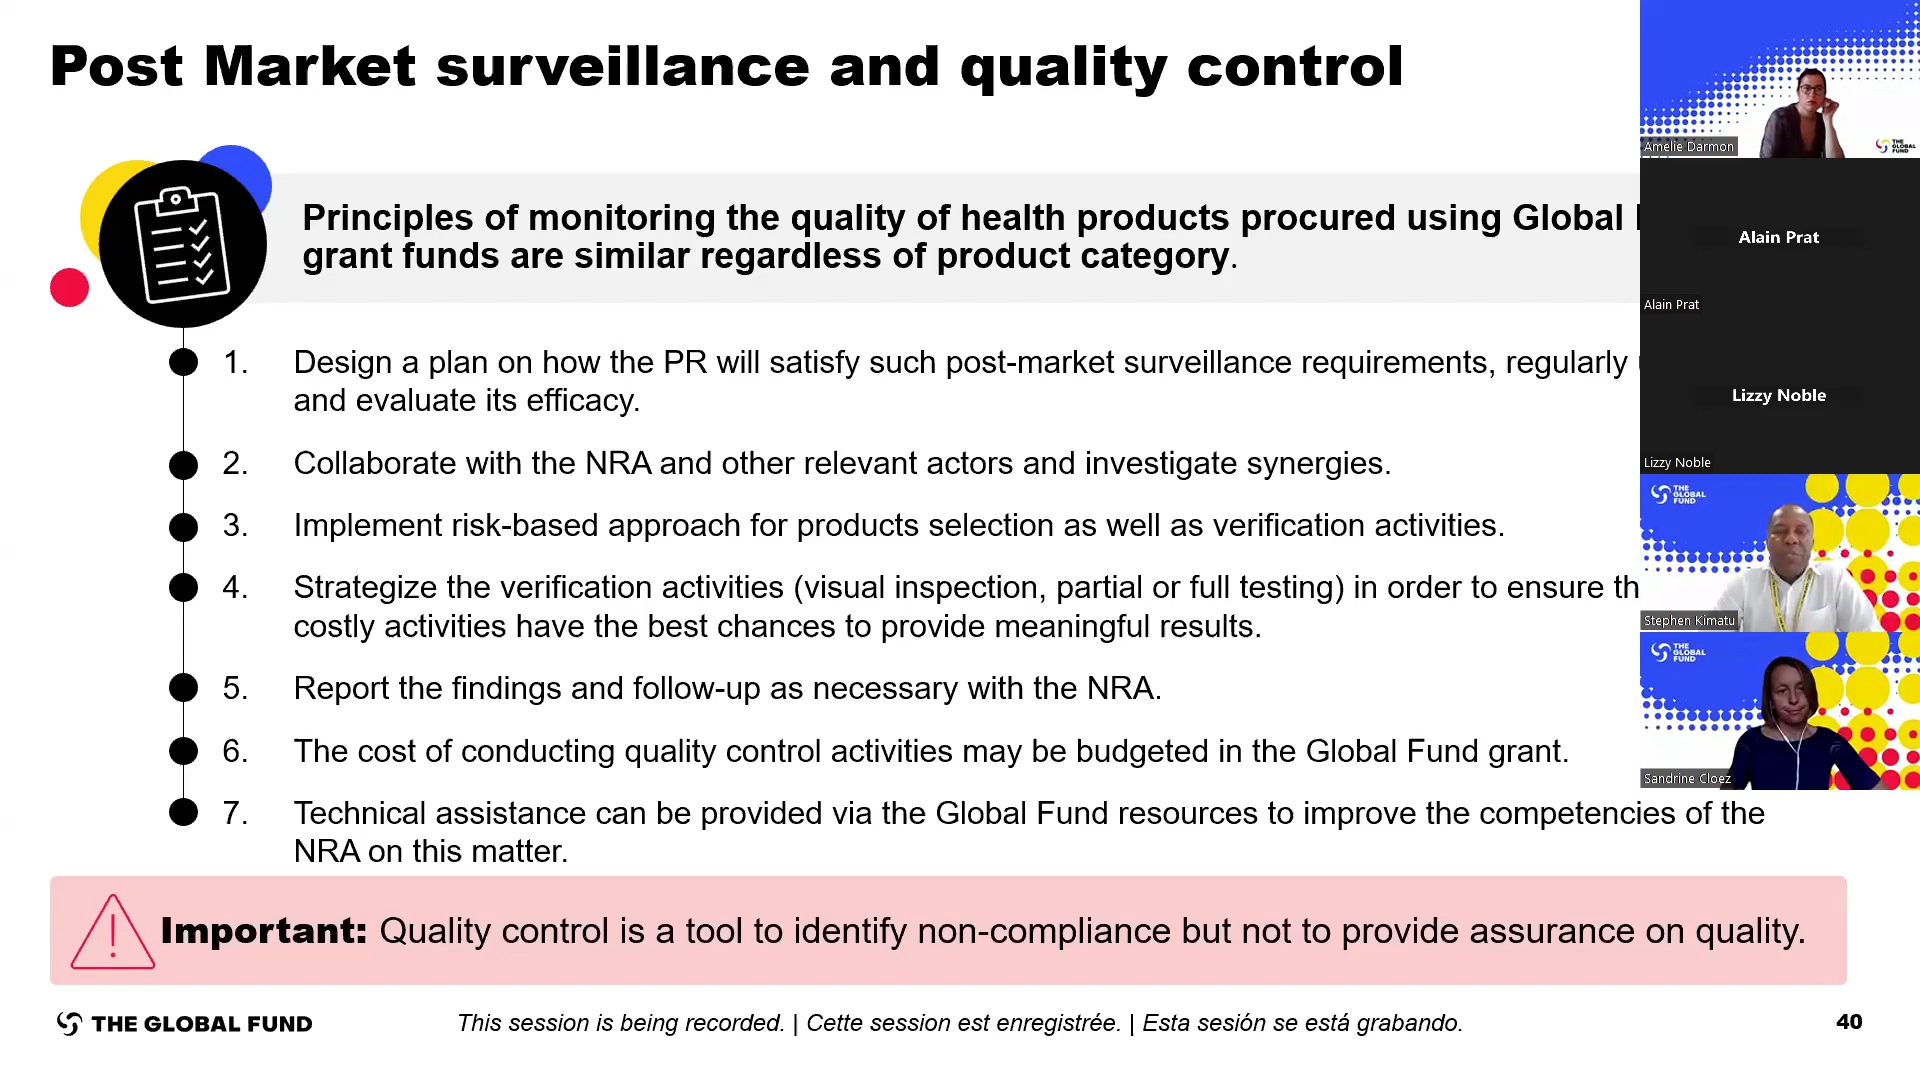 Post Market surveillance and quality control
Principles of monitoring the quality of health products procured using Global
grant funds are similar regardless of product category.
1. Design a plan on how the PR will satisfy such post-market surveillance requirements, regularly
and evaluate its efficacy.
2. Collaborate with the NRA and other relevant actors and investigate synergies.
3. Implement risk-based approach for products selection as well as verification activities.
4. Strategize the verification activities (visual inspection, partial or full testing) in order to ensure
costly activities have the best chances to provide meaningful results.
5. Report the findings and follow-up as necessary with the NRA.
6. The cost of conducting quality control activities may be budgeted in the Global Fund grant.
7. Technical assistance can be provided via the Global Fund resources to improve the competencies of the
NRA on this matter.
Important: Quality control is a tool to identify non-compliance but not to provide assurance on quality.
THE GLOBAL FUND
This session is being recorded. | Cette session est enregistrée. | Esta sesión se está grabando.
40
THE
GLOBAL
FUND
Amelie Darmon
Alain Prat
Alain Prat
Lizzy Noble
Lizzy Noble
THE
GLOBAL
FUND
Stephen Kimatu
THE
GLOBAL
FUND
Sandrine Cloez